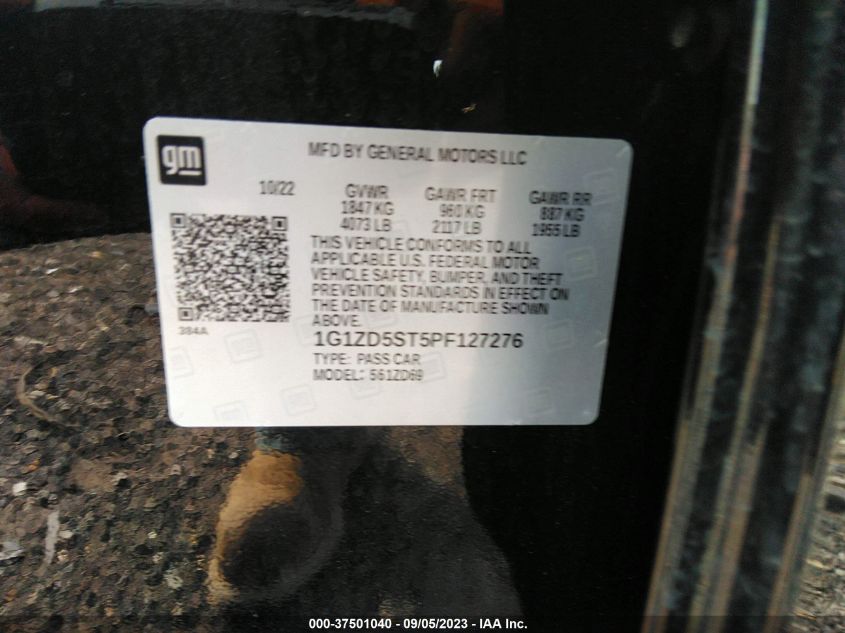 gm
MFD BY GENERAL MOTORS LLC
10/22
GVWR GAWR FRT GAWR RR
1847 KG 960 KG 887 KG
4073 LB 2117 LB 1955 LB
THIS VEHICLE CONFORMS TO ALL
APPLICABLE U.S. FEDERAL MOTOR
VEHICLE SAFETY, BUMPER, AND THEFT
PREVENTION STANDARDS IN EFFECT ON
THE DATE OF MANUFACTURE SHOWN
ABOVE.
384A
1G1ZD5ST5PF127276
TYPE: PASS CAR
MODEL: 561ZD69
000-37501040 - 09/05/2023 - IAA Inc.